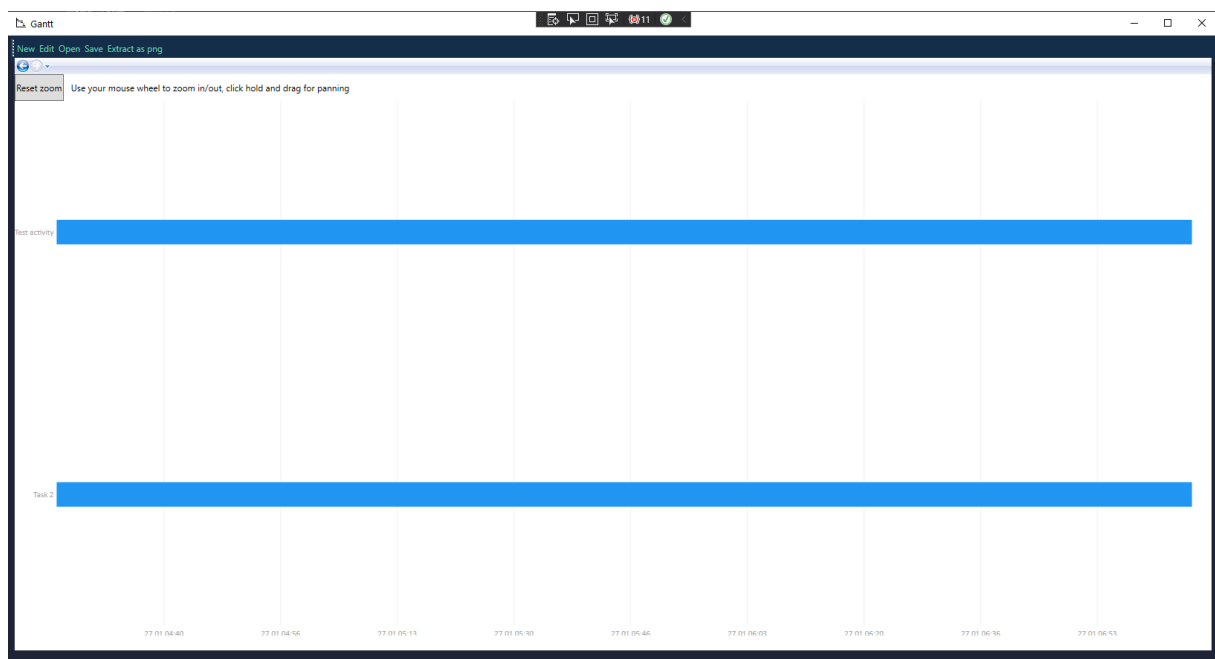 Gantt
11
New Edit Open Save Extract as png
Reset zoom Use your mouse wheel to zoom in/out, click hold and drag for panning
Test activity
Task 2
27.01 04:40 27.01 04:56 27.01 05:13 27.01 05:30 27.01 05:46 27.01 06:03 27.01 06:20 27.01 06:36 27.01 06:53